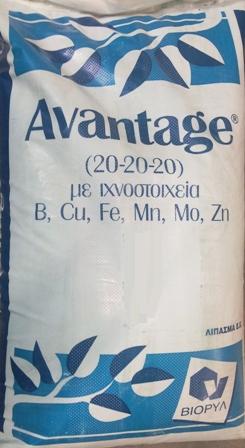 Avantage®
(20-20-20)
με ιχνοστοιχεία
B, Cu, Fe, Mn, Mo, Zn
ΛΙΠΑΣΜΑ Ε.Κ.
ΒΙΟΡΥΛ